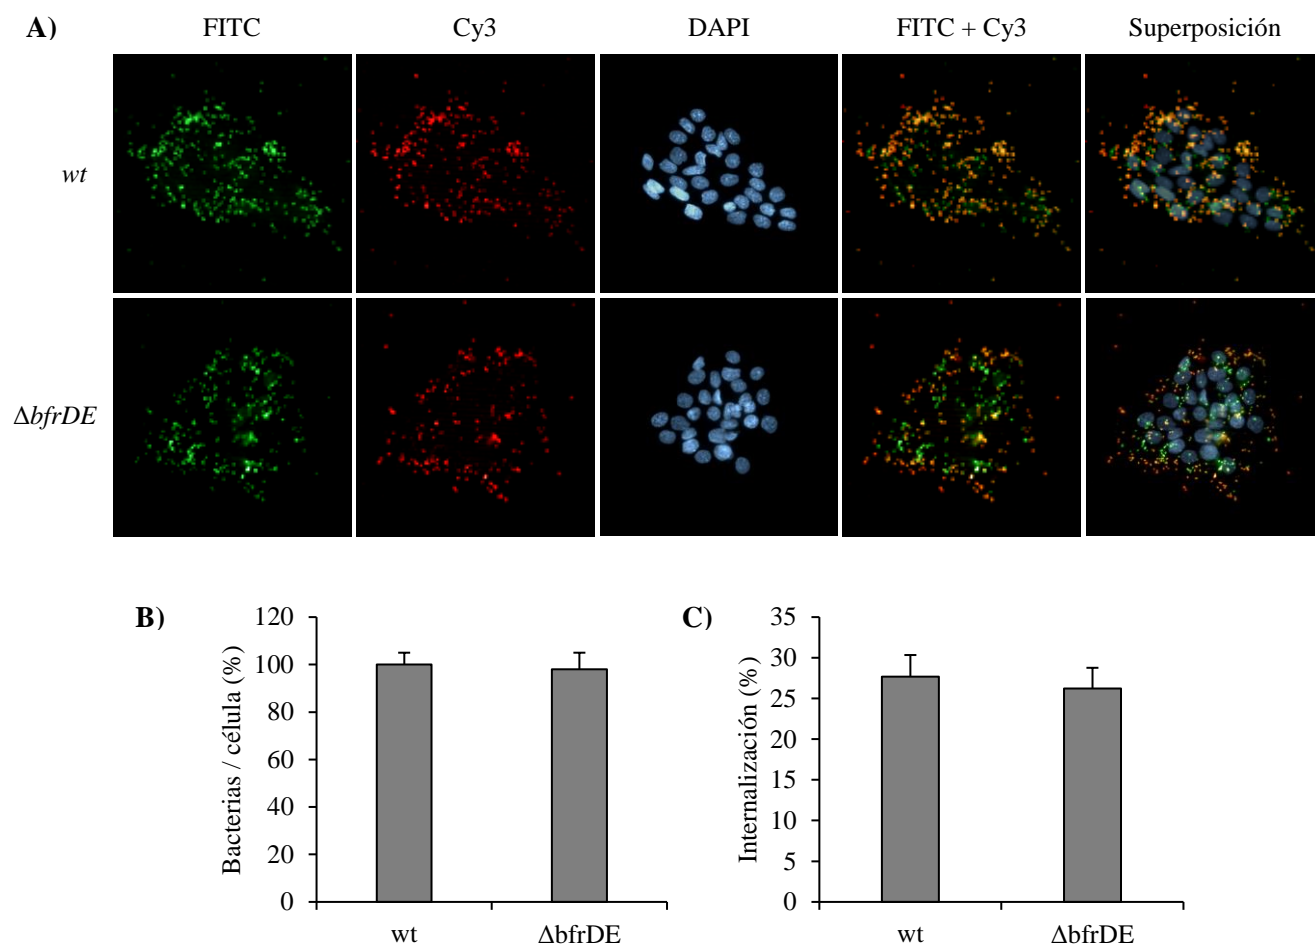 A) FITC Cy3 DAPI FITC + Cy3 Superposición
wt
ΔbfrDE
B)
Bacterias / célula (%)
120
100
80
60
40
20
0
wt ΔbfrDE
C)
Internalización (%)
35
30
25
20
15
10
5
0
wt ΔbfrDE